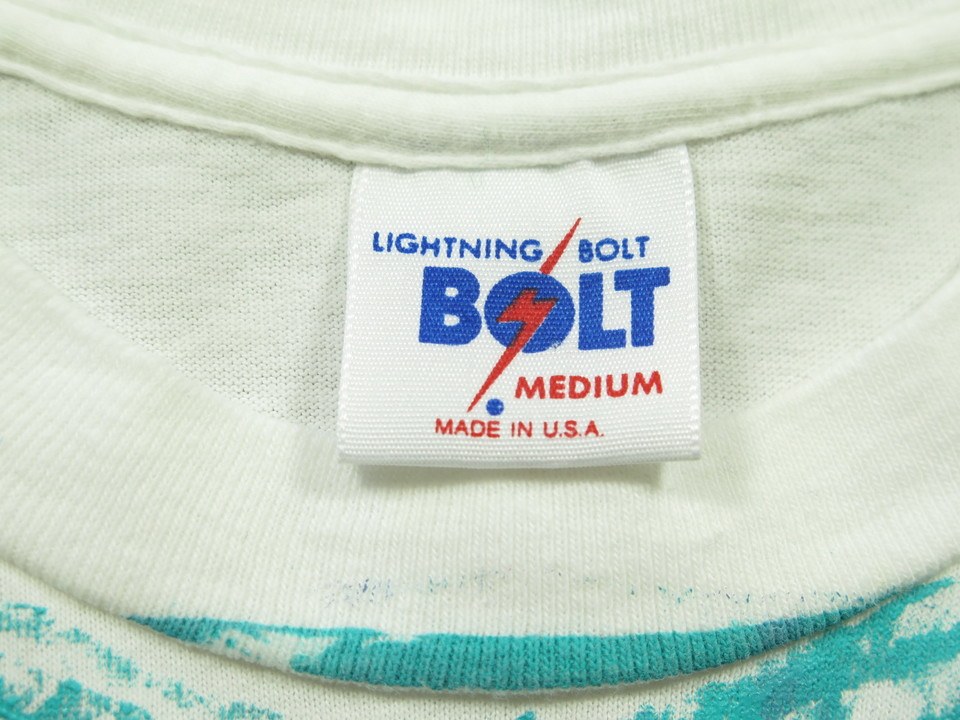 LIGHTNING BOLT
BOLT
MEDIUM
MADE IN U.S.A.